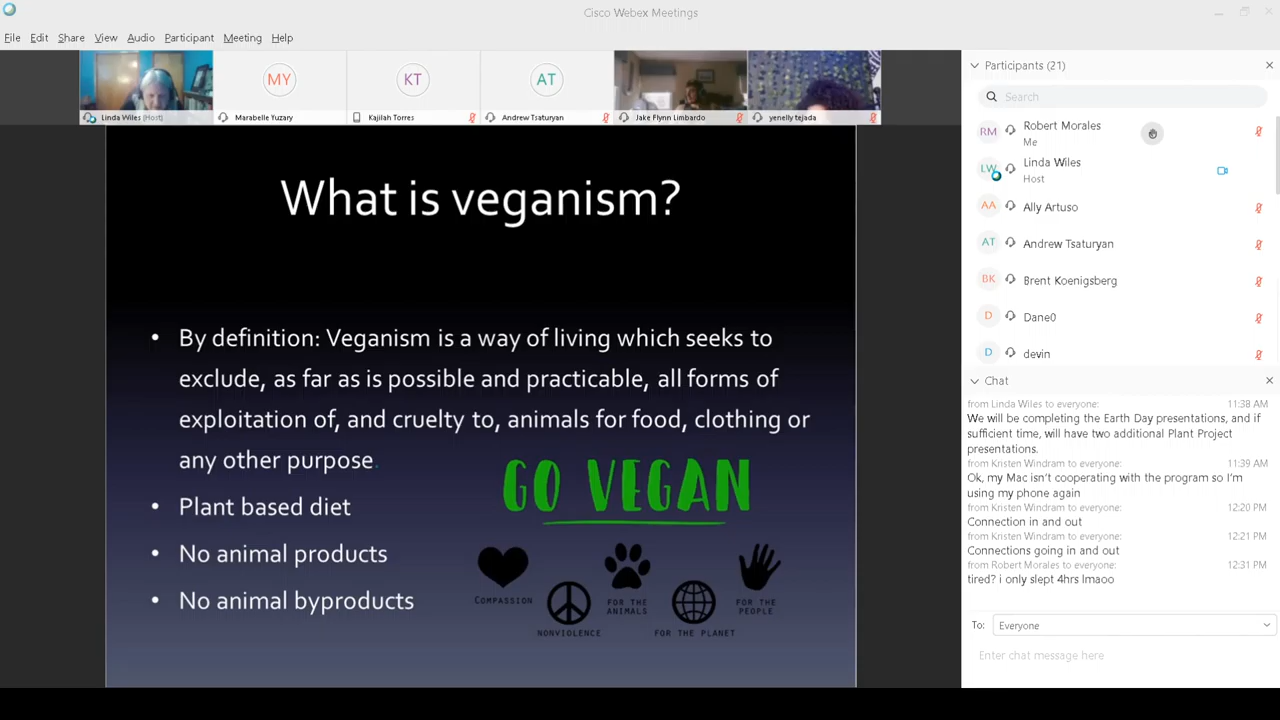 Cisco Webex Meetings
File Edit Share View Audio Participant Meeting Help
Linda Wiles (Host)
MY
Marabelle Yuzary
KT
Kajilah Torres
AT
Andrew Tsaturyan
Jake Flynn Limbardo
yenelly tejada
What is veganism?
• By definition: Veganism is a way of living which seeks to
exclude, as far as is possible and practicable, all forms of
exploitation of, and cruelty to, animals for food, clothing or
any other purpose.
• Plant based diet
• No animal products
• No animal byproducts
GO VEGAN
COMPASSION
NONVIOLENCE
FOR THE
ANIMALS
FOR THE PLANET
FOR THE
PEOPLE
Participants (21)
Search
RM Robert Morales
Me
LW Linda Wiles
Host
AA Ally Artuso
AT Andrew Tsaturyan
BK Brent Koenigsberg
D Dane0
D devin
Chat
from Linda Wiles to everyone: 11:38 AM
We will be completing the Earth Day presentations, and if
sufficient time, will have two additional Plant Project
presentations.
from Kristen Windram to everyone: 11:39 AM
Ok, my Mac isn't cooperating with the program so I'm
using my phone again
from Kristen Windram to everyone: 12:20 PM
Connection in and out
from Kristen Windram to everyone: 12:21 PM
Connections going in and out
from Robert Morales to everyone: 12:31 PM
tired? i only slept 4hrs lmaoo
To: Everyone
Enter chat message here